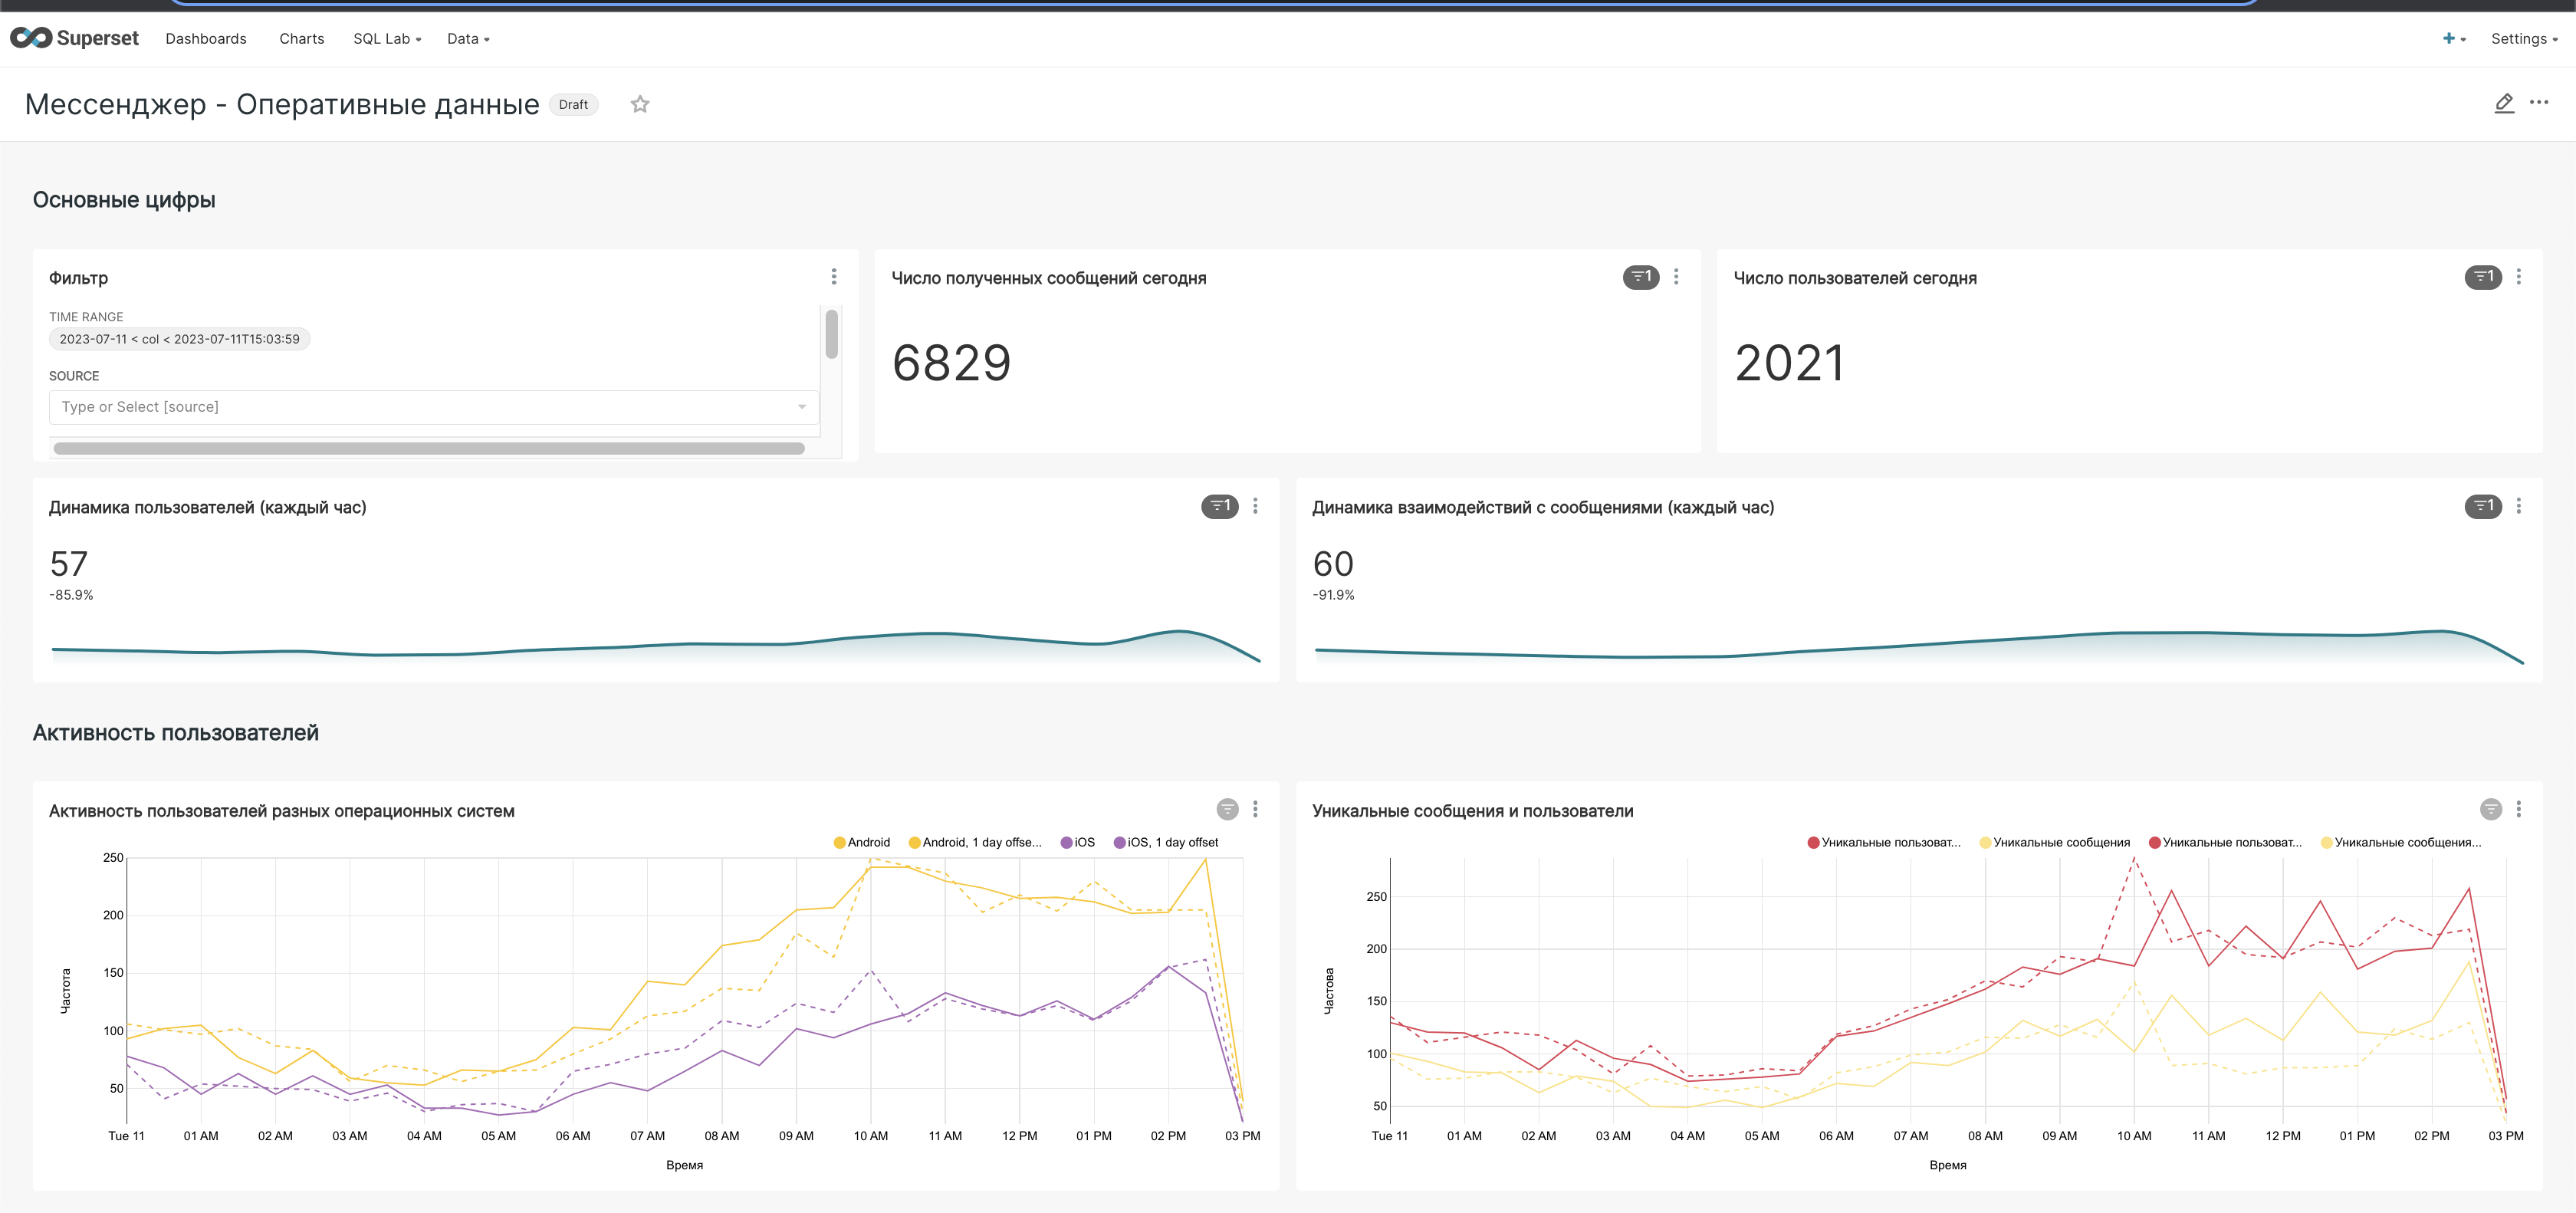 Superset Dashboards Charts SQL Lab Data + Settings
Мессенджер - Оперативные данные Draft
Основные цифры
Фильтр
TIME RANGE
2023-07-11 < col < 2023-07-11T15:03:59
SOURCE
Type or Select [source]
Число полученных сообщений сегодня 1
6829
Число пользователей сегодня 1
2021
Динамика пользователей (каждый час) 1
57
-85.9%
Динамика взаимодействий с сообщениями (каждый час) 1
60
-91.9%
Активность пользователей
Активность пользователей разных операционных систем
Android Android, 1 day offse... iOS iOS, 1 day offset
250
200
150
100
50
Частота
Tue 11 01 AM 02 AM 03 AM 04 AM 05 AM 06 AM 07 AM 08 AM 09 AM 10 AM 11 AM 12 PM 01 PM 02 PM 03 PM
Время
Уникальные сообщения и пользователи
Уникальные пользоват... Уникальные сообщения Уникальные пользоват... Уникальные сообщения...
250
200
150
100
50
Частова
Tue 11 01 AM 02 AM 03 AM 04 AM 05 AM 06 AM 07 AM 08 AM 09 AM 10 AM 11 AM 12 PM 01 PM 02 PM 03 PM
Время